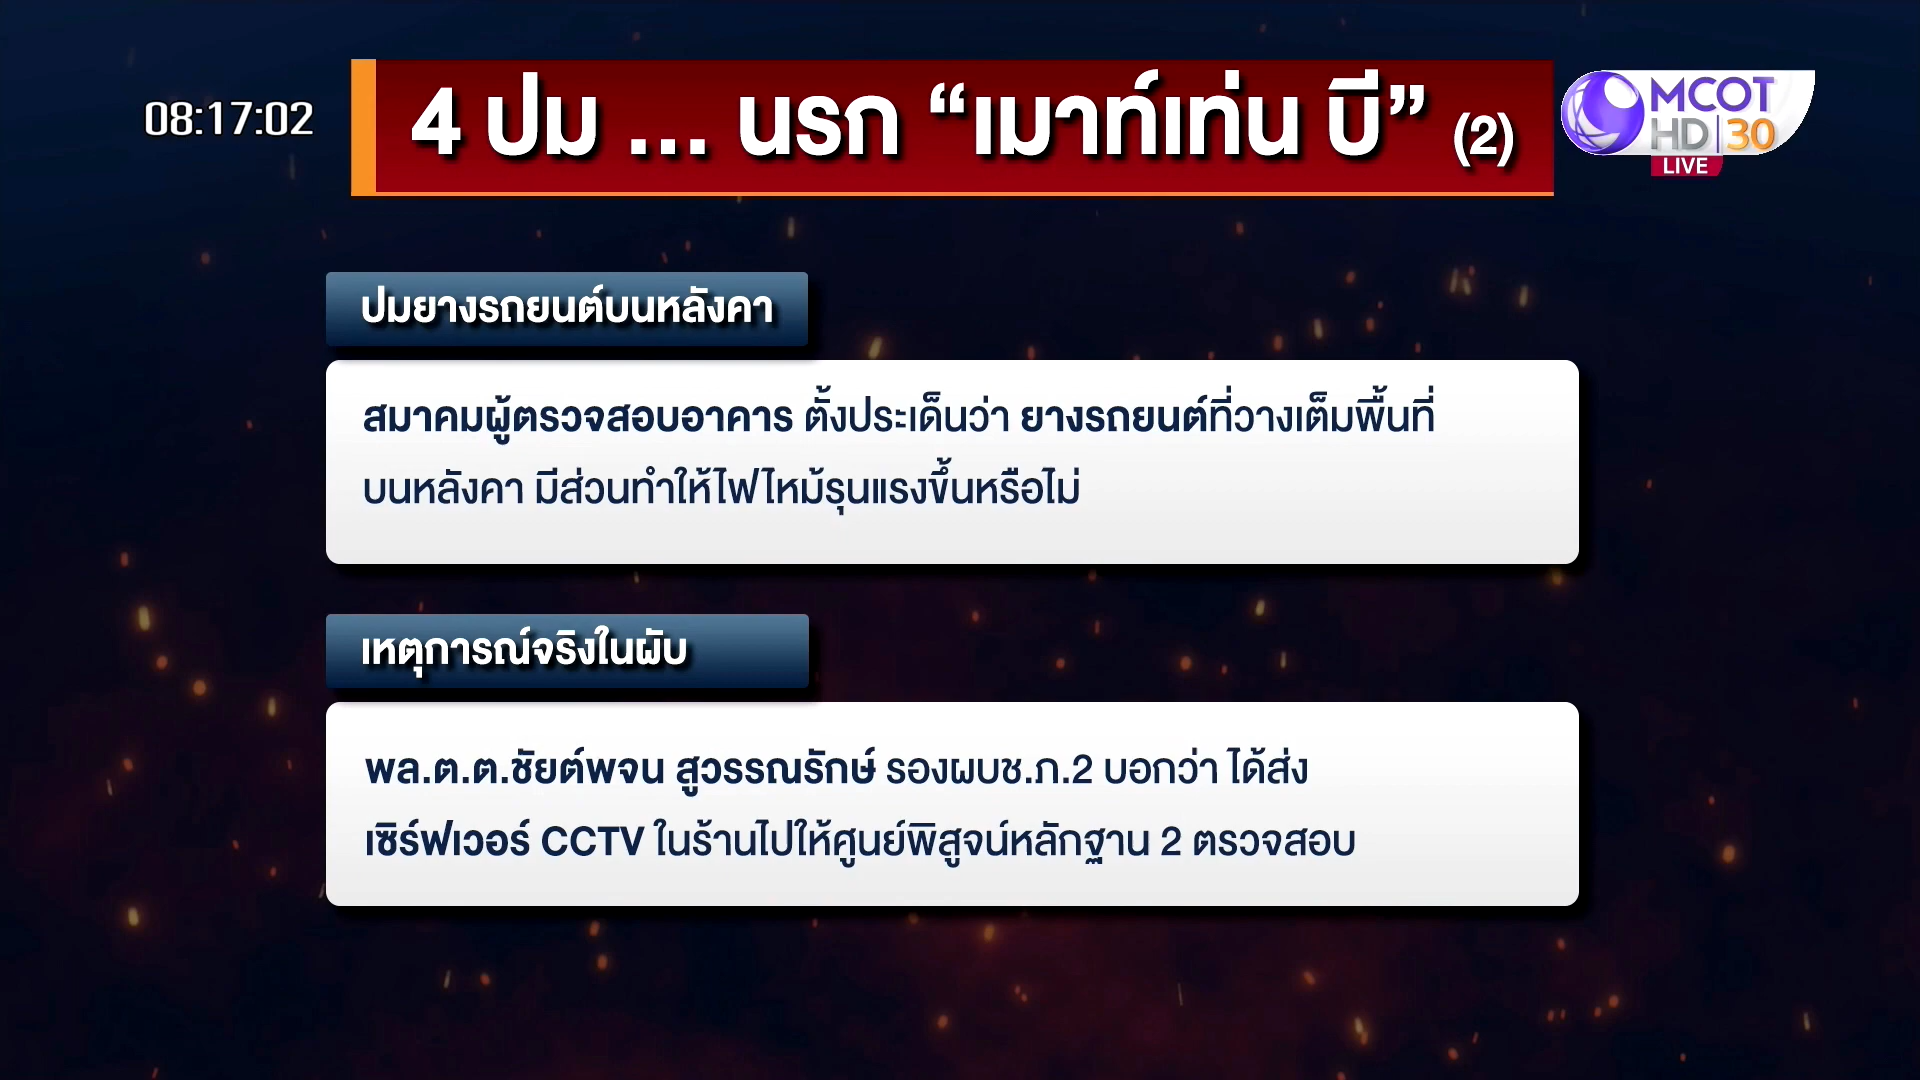 08:17:02
4 ปม ... นรก “เมาท์เท่น บี” (2)
MCOT
HD|30
LIVE
ปมยางรถยนต์บนหลังคา
สมาคมผู้ตรวจสอบอาคาร ตั้งประเด็นว่า ยางรถยนต์ที่วางเต็มพื้นที่
บนหลังคา มีส่วนทำให้ไฟไหม้รุนแรงขึ้นหรือไม่
เหตุการณ์จริงในผับ
พล.ต.ต.ชัยต์พจน สูวรรณรักษ์ รองผบช.ภ.2 บอกว่า ได้ส่ง
เซิร์ฟเวอร์ CCTV ในร้านไปให้ศูนย์พิสูจน์หลักฐาน 2 ตรวจสอบ